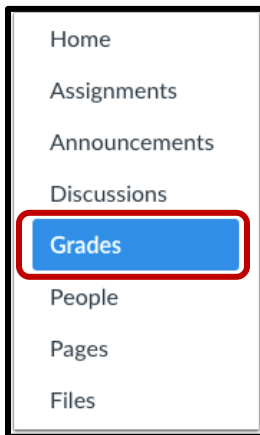 Home
Assignments
Announcements
Discussions
Grades
People
Pages
Files